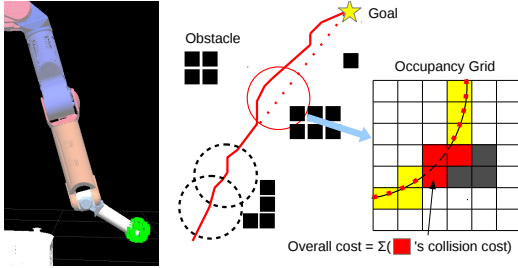 Goal
Obstacle
Occupancy Grid
Overall cost = Σ( 's collision cost)